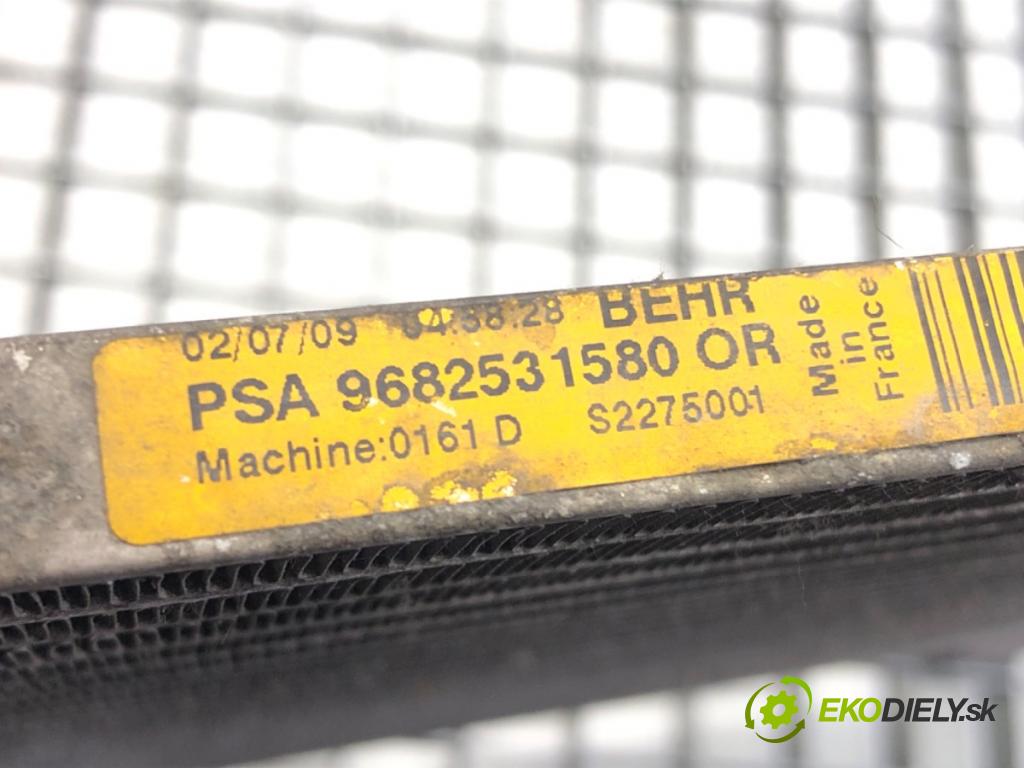 02/07/09 04:38:28 BEHR
PSA 9682531580 OR
Machine:0161 D S2275001
Made
in
France
EKODIELY.sk